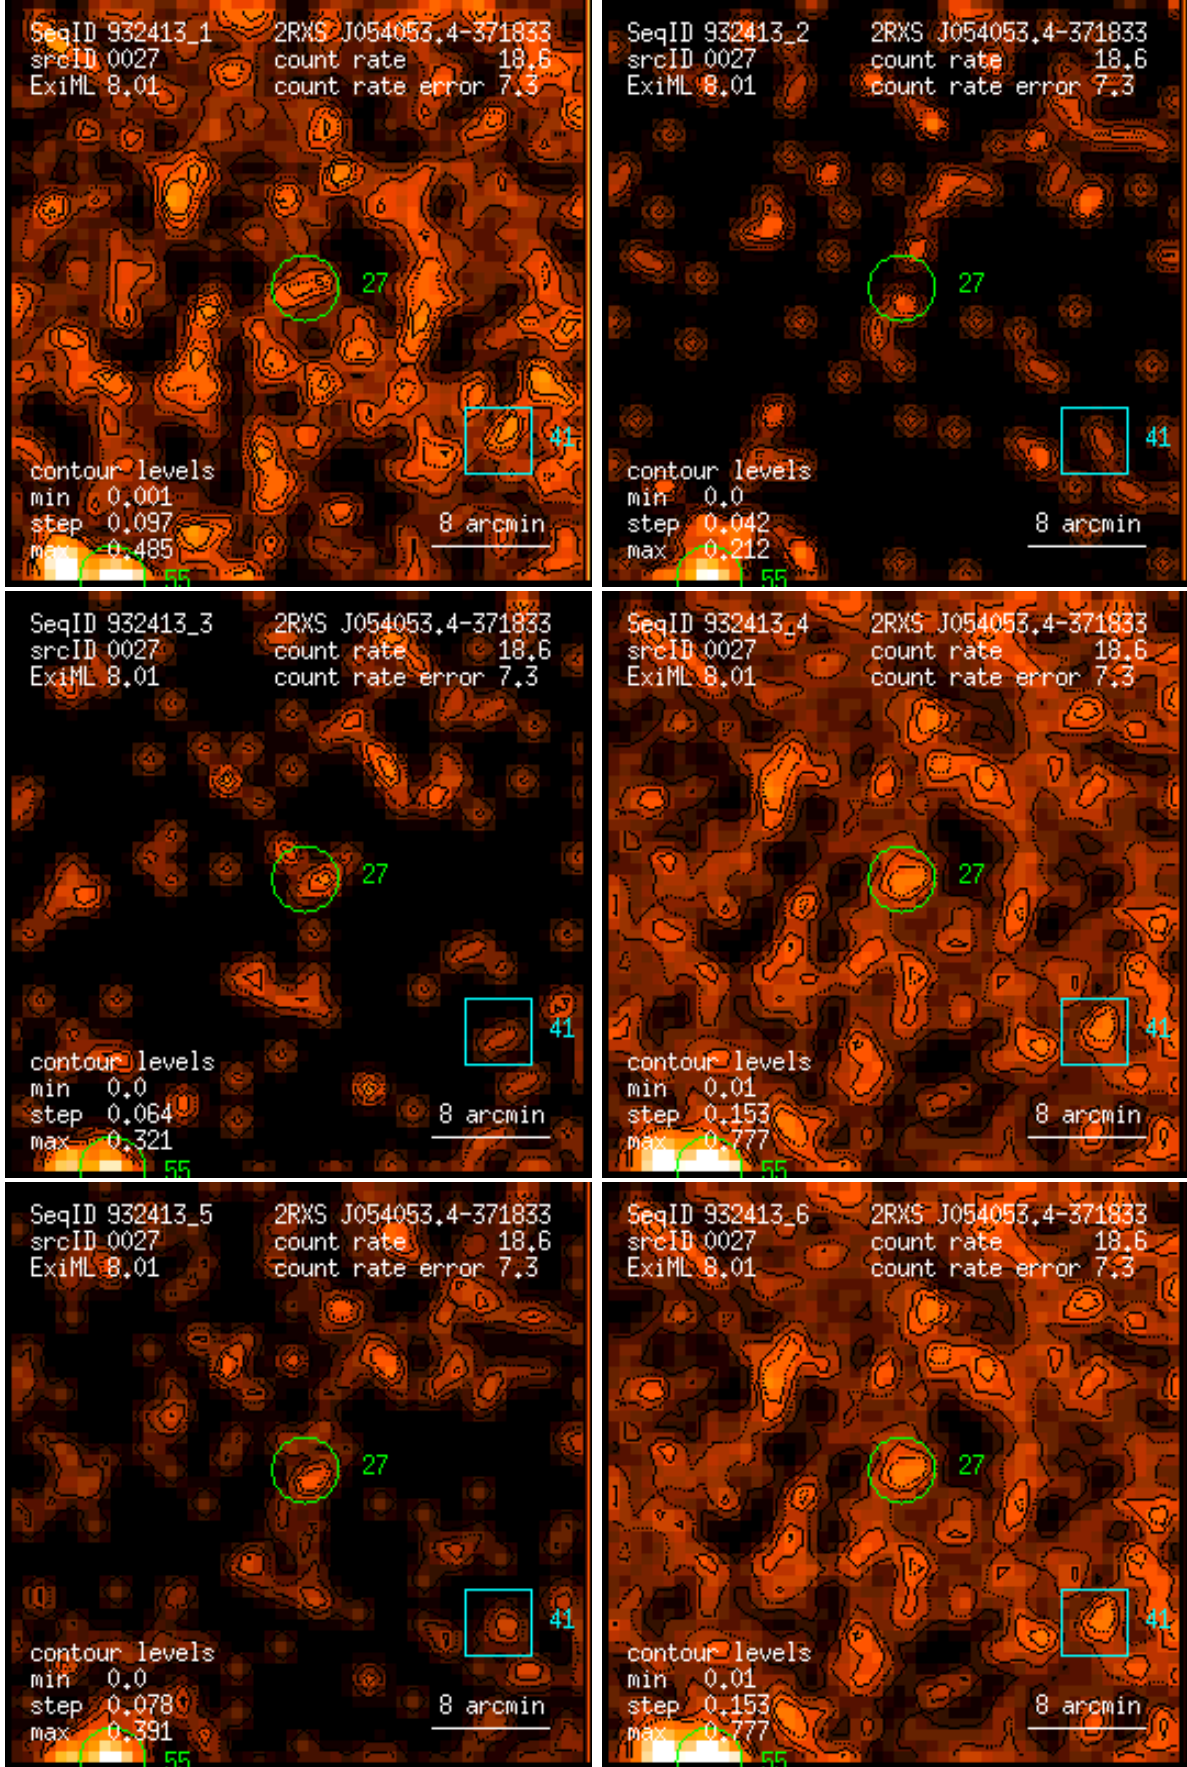 SeqID 932413_1 2RXS J054053.4-371833
srcID 0027 count rate 18.6
ExiML 8.01 count rate error 7.3
27
41
contour levels
min 0.001
step 0.097 8 arcmin
max 0.485
55
SeqID 932413_2 2RXS J054053.4-371833
srcID 0027 count rate 18.6
ExiML 8.01 count rate error 7.3
27
41
contour levels
min 0.0
step 0.042 8 arcmin
max 0.212
55
SeqID 932413_3 2RXS J054053.4-371833
srcID 0027 count rate 18.6
ExiML 8.01 count rate error 7.3
27
41
contour levels
min 0.0
step 0.064 8 arcmin
max 0.321
55
SeqID 932413_4 2RXS J054053.4-371833
srcID 0027 count rate 18.6
ExiML 8.01 count rate error 7.3
27
41
contour levels
min 0.01
step 0.153 8 arcmin
max 0.777
55
SeqID 932413_5 2RXS J054053.4-371833
srcID 0027 count rate 18.6
ExiML 8.01 count rate error 7.3
27
41
contour levels
min 0.0
step 0.078 8 arcmin
max 0.391
55
SeqID 932413_6 2RXS J054053.4-371833
srcID 0027 count rate 18.6
ExiML 8.01 count rate error 7.3
27
41
contour levels
min 0.01
step 0.153 8 arcmin
max 0.777
55